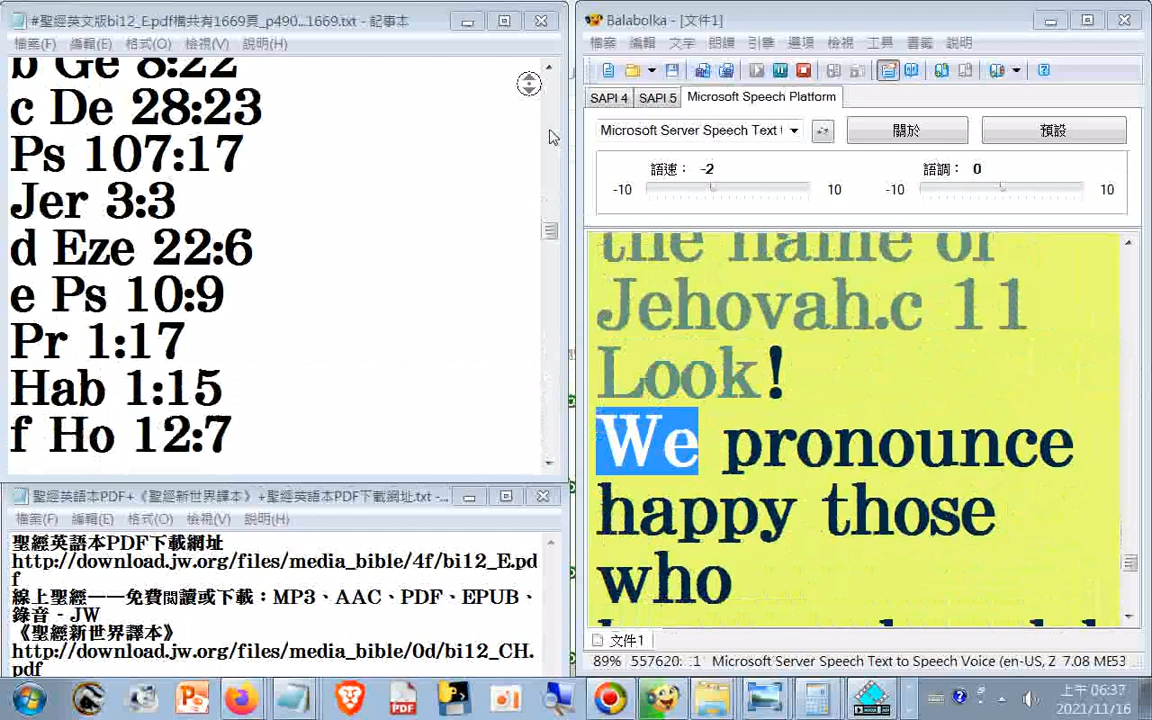 #聖經英文版bi12_E.pdf橫共有1669頁_p490...1669.txt - 記事本
檔案(F) 編輯(E) 格式(O) 檢視(V) 說明(H)
b Ge 8:22
c De 28:23
Ps 107:17
Jer 3:3
d Eze 22:6
e Ps 10:9
Pr 1:17
Hab 1:15
f Ho 12:7
聖經英語本PDF+《聖經新世界譯本》+聖經英語本PDF下載網址.txt - ...
檔案(F) 編輯(E) 格式(O) 檢視(V) 說明(H)
聖經英語本PDF下載網址
http://download.jw.org/files/media_bible/4f/bi12_E.pd
f
線上聖經——免費閱讀或下載：MP3、AAC、PDF、EPUB、
錄音 - JW
《聖經新世界譯本》
http://download.jw.org/files/media_bible/0d/bi12_CH.
pdf
Balabolka - [文件1]
檔案 編輯 文字 朗讀 引擎 選項 檢視 工具 書籤 說明
SAPI 4 SAPI 5 Microsoft Speech Platform
Microsoft Server Speech Text 關於 預設
語速： -2 語調： 0
-10 10 -10 10
the name of
Jehovah.c 11
Look!
We pronounce
happy those
who
文件1
89% 557620: .1 Microsoft Server Speech Text to Speech Voice (en-US, Z 7.08 ME53
PDF
上午 06:37
2021/11/16